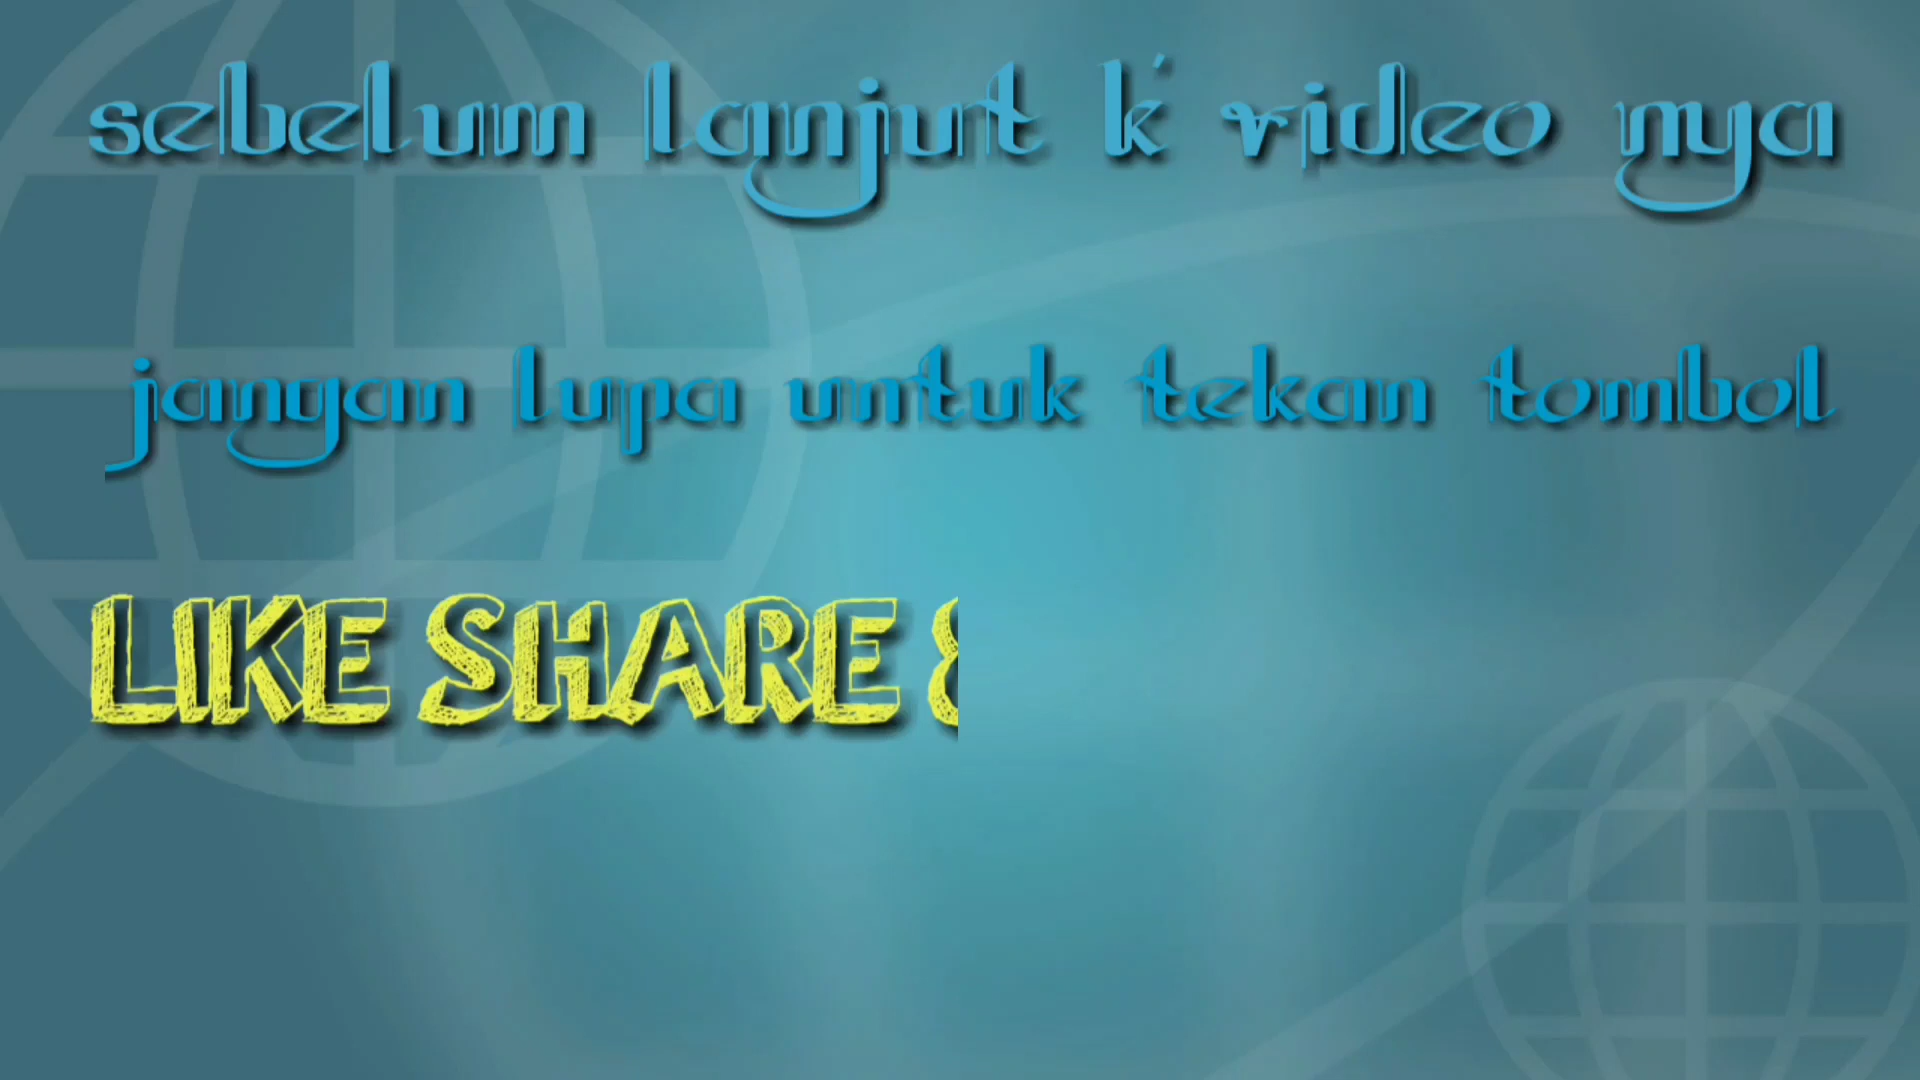 sebelum lanjut k' video nya
jangan lupa untuk tekan tombol
LIKE SHARE &